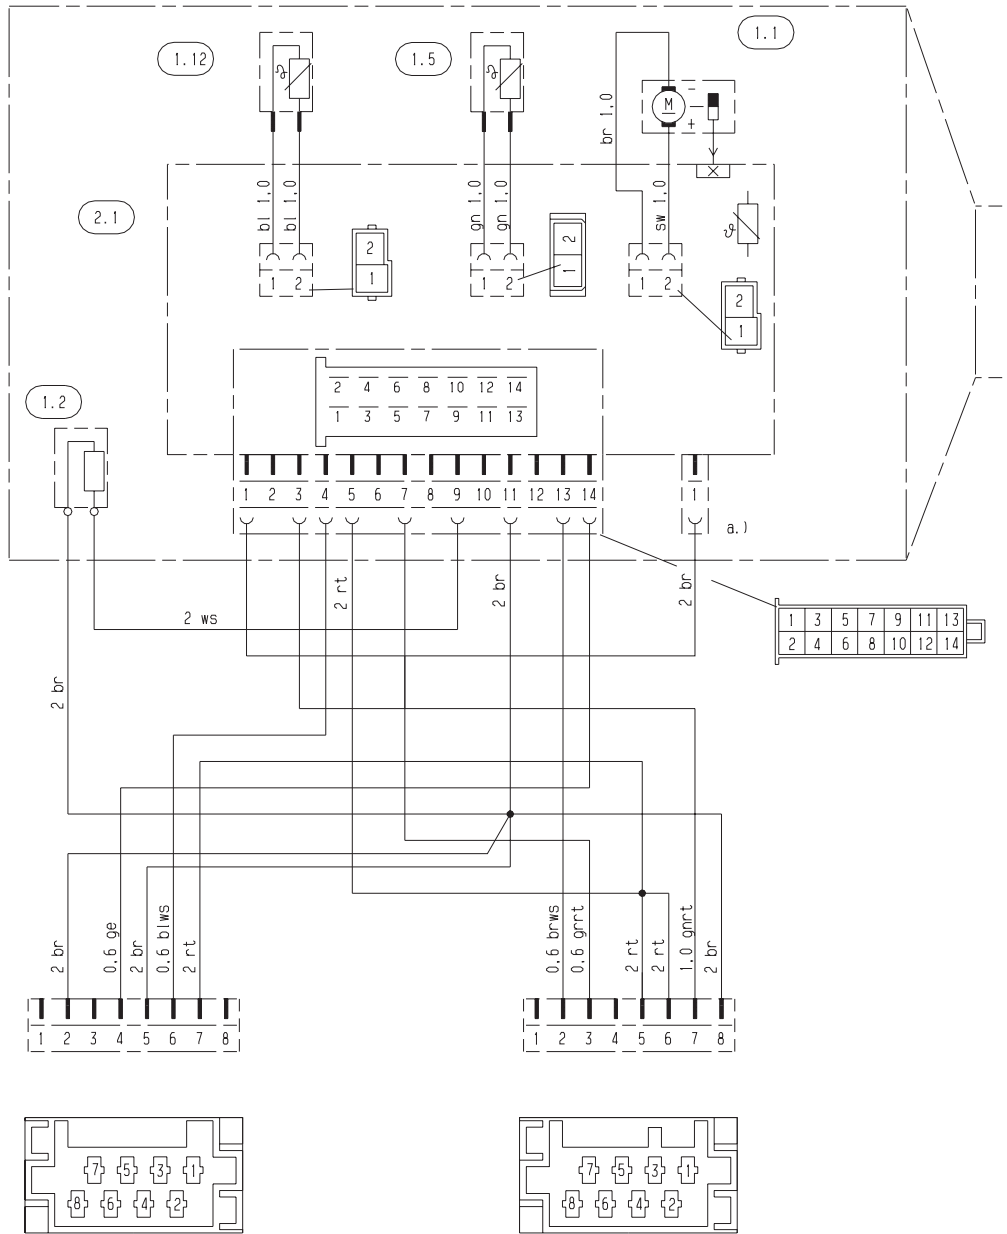 1.12
1.5
1.1
M
-
+
br 1,0
2.1
bl 1,0
bl 1,0
gn 1,0
gn 1,0
sw 1,0
ϑ
ϑ
ϑ
1 2
2
1
1 2
2
1
1 2
2
1
1.2
2 4 6 8 10 12 14
1 3 5 7 9 11 13
1 2 3 4 5 6 7 8 9 10 11 12 13 14
1
a.)
2 rt
2 br
2 br
2 ws
1 3 5 7 9 11 13
2 4 6 8 10 12 14
2 br
2 br
0,6 ge
2 br
0,6 blws
2 rt
0,6 brws
0,6 grrt
2 rt
2 rt
1,0 gnrt
2 br
1 2 3 4 5 6 7 8
1 2 3 4 5 6 7 8
7 5 3 1
8 6 4 2
7 5 3 1
8 6 4 2